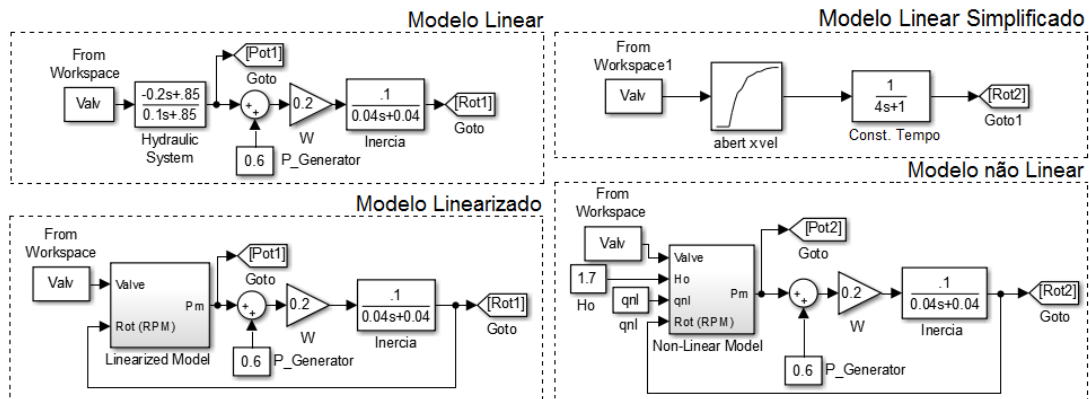 Modelo Linear
From
Workspace
Valv
-0.2s+.85
0.1s+.85
Hydraulic
System
[Pot1]
Goto
+
+
0.6
P_Generator
0.2
W
.1
0.04s+0.04
Inercia
[Rot1]
Goto
Modelo Linear Simplificado
From
Workspace1
Valv
abert x vel
1
4s+1
Const. Tempo
[Rot2]
Goto1
Modelo Linearizado
From
Workspace
Valv
Valve
Rot (RPM)
Pm
Linearized Model
[Pot1]
Goto
+
+
0.6
P_Generator
0.2
W
.1
0.04s+0.04
Inercia
[Rot1]
Goto
Modelo não Linear
From
Workspace
Valv
1.7
Ho
qnl
qnl
Valve
Ho
qnl
Rot (RPM)
Pm
Non-Linear Model
[Pot2]
Goto
+
+
0.6
P_Generator
0.2
W
.1
0.04s+0.04
Inercia
[Rot2]
Goto